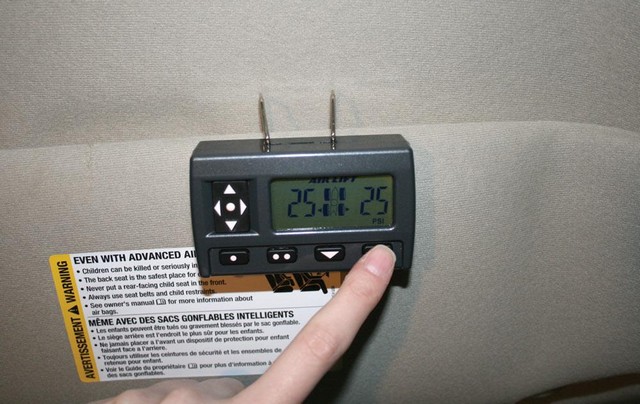 AIR LIFT
25 25
PSI
AVERTISSEMENT WARNING
EVEN WITH ADVANCED AI
• Children can be killed or seriously in
• The back seat is the safest place for
• Never put a rear-facing child seat in the front.
• Always use seat belts and child restraints.
• See owner's manual for more information about
air bags.
MÊME AVEC DES SACS GONFLABLES INTELLIGENTS
• Les enfants peuvent être tués ou gravement blessés par le sac gonflable.
• Le siège arrière est l'endroit le plus sûr pour les enfants.
• Ne jamais placer a'avant un dispositif de protection pour enfant
faisant face a l'arriere.
• Toujours utiliser les ceintures de sécurité et les ensembles de
retenue pour enfant.
• Voir le Guide du propriétaire pour plus d'information
des sacs gonflables.